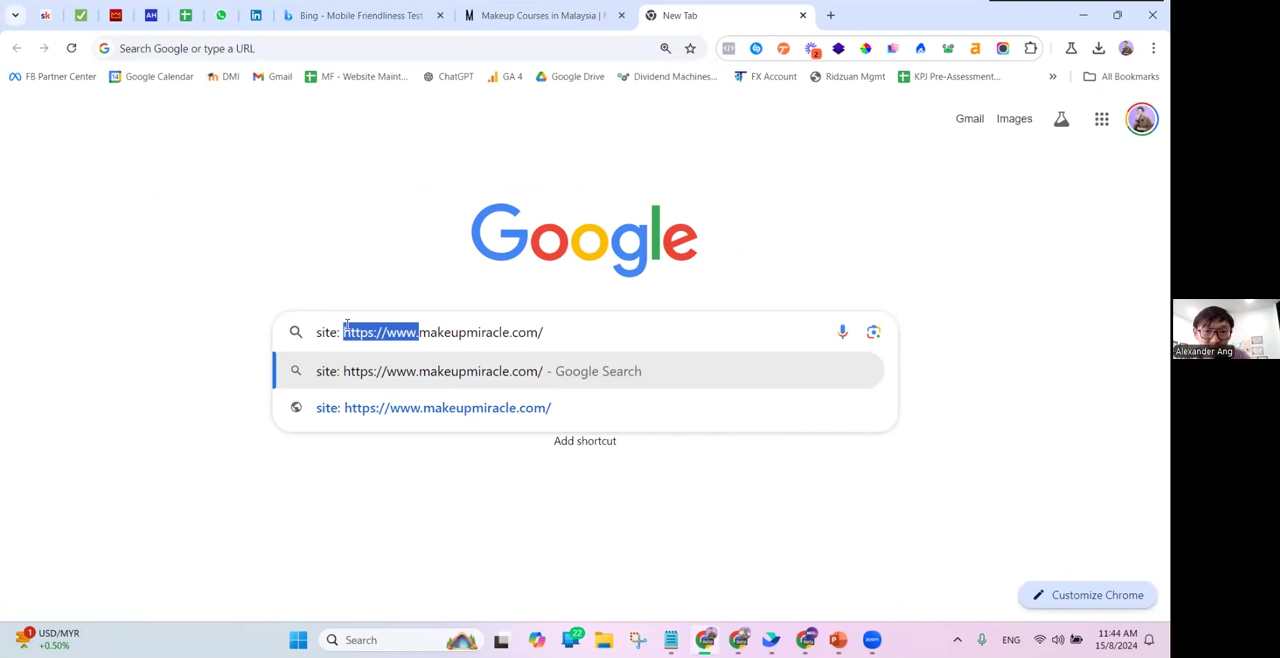 Bing - Mobile Friendliness Test
Makeup Courses in Malaysia |
New Tab
Search Google or type a URL
2
FB Partner Center
Google Calendar
DMI
Gmail
MF - Website Maint...
ChatGPT
GA 4
Google Drive
Dividend Machines...
FX Account
Ridzuan Mgmt
KPJ Pre-Assessment...
All Bookmarks
Gmail
Images
Google
site: https://www.makeupmiracle.com/
site: https://www.makeupmiracle.com/ - Google Search
site: https://www.makeupmiracle.com/
Add shortcut
Alexander Ang
Customize Chrome
1
USD/MYR
+0.50%
Search
22
ENG
11:44 AM
15/8/2024